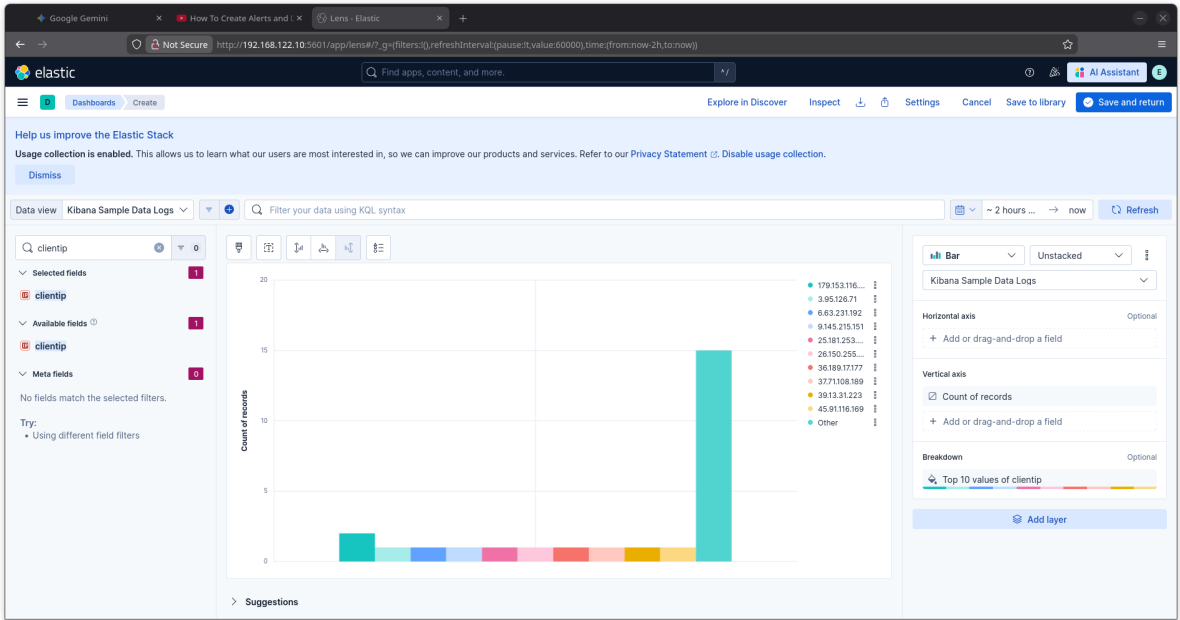 Google Gemini
How To Create Alerts and
Lens - Elastic
Not Secure http://192.168.122.10:5601/app/lens#/?_g=(filters:!(),refreshInterval:(pause:!t,value:60000),time:(from:now-2h,to:now))
elastic
Find apps, content, and more.
^/
AI Assistant
E
D
Dashboards
Create
Explore in Discover
Inspect
Settings
Cancel
Save to library
Save and return
Help us improve the Elastic Stack
Usage collection is enabled. This allows us to learn what our users are most interested in, so we can improve our products and services. Refer to our Privacy Statement. Disable usage collection.
Dismiss
Data view Kibana Sample Data Logs
Filter your data using KQL syntax
~ 2 hours ... → now
Refresh
clientip
0
Selected fields 1
clientip
Available fields 1
clientip
Meta fields 0
No fields match the selected filters.
Try:
• Using different field filters
20
15
10
5
0
Count of records
179.153.116....
3.95.126.71
6.63.231.192
9.145.215.151
25.181.253....
26.150.255....
36.189.17.177
37.71.108.189
39.13.31.223
45.91.116.169
Other
Suggestions
Bar
Unstacked
Kibana Sample Data Logs
Horizontal axis Optional
+ Add or drag-and-drop a field
Vertical axis
Count of records
+ Add or drag-and-drop a field
Breakdown Optional
Top 10 values of clientip
Add layer